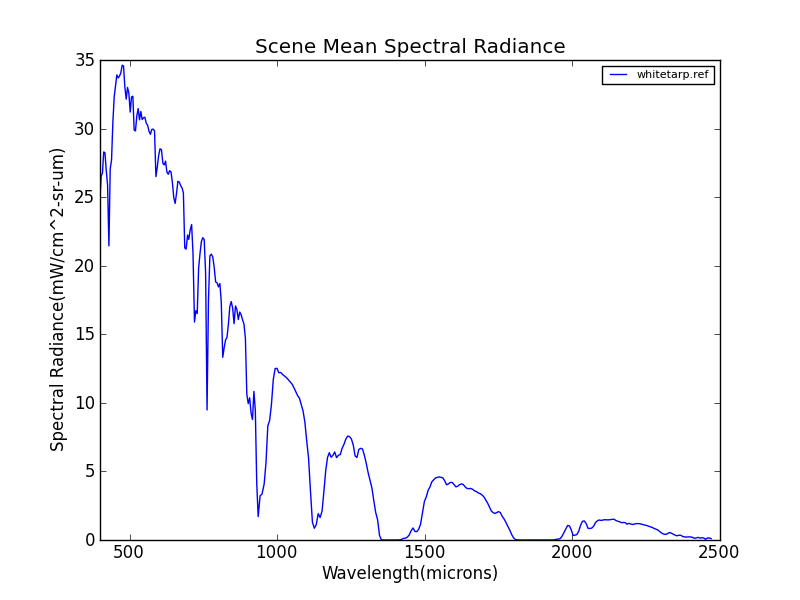 Scene Mean Spectral Radiance
whitetarp.ref
35
30
25
20
15
10
5
0
Spectral Radiance(mW/cm^2-sr-um)
500 1000 1500 2000 2500
Wavelength(microns)